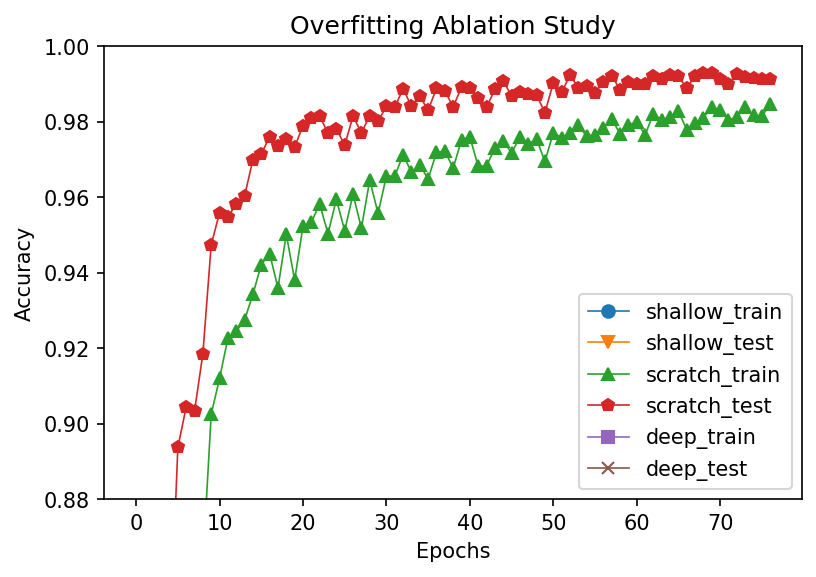 Overfitting Ablation Study
1.00
0.98
0.96
0.94
0.92
0.90
0.88
Accuracy
shallow_train
shallow_test
scratch_train
scratch_test
deep_train
deep_test
0 10 20 30 40 50 60 70
Epochs